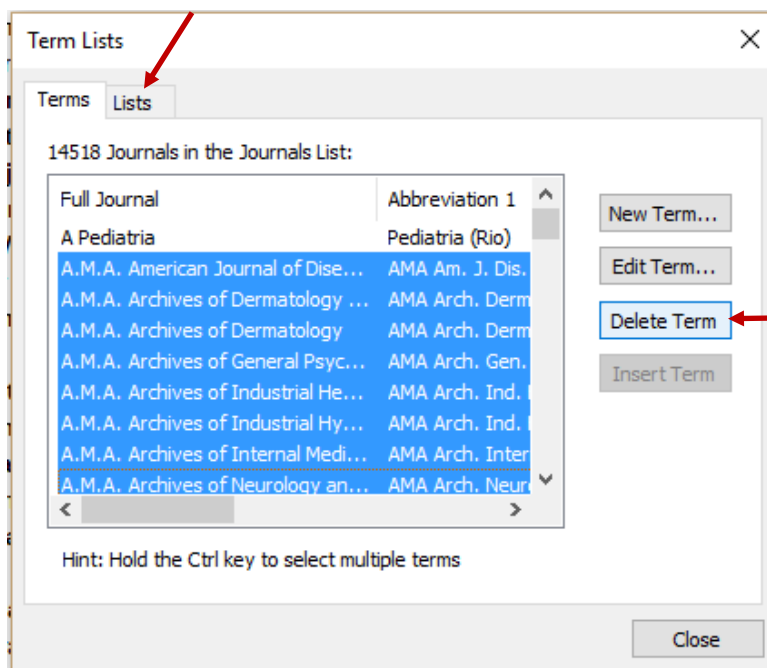 Term Lists
Terms Lists
14518 Journals in the Journals List:
Full Journal Abbreviation 1
A Pediatria Pediatria (Rio)
A.M.A. American Journal of Dise... AMA Am. J. Dis.
A.M.A. Archives of Dermatology ... AMA Arch. Derm
A.M.A. Archives of Dermatology AMA Arch. Derm
A.M.A. Archives of General Psyc... AMA Arch. Gen.
A.M.A. Archives of Industrial He... AMA Arch. Ind.
A.M.A. Archives of Industrial Hy... AMA Arch. Ind.
A.M.A. Archives of Internal Medi... AMA Arch. Inter
A.M.A. Archives of Neurology an... AMA Arch. Neuro
New Term...
Edit Term...
Delete Term
Insert Term
Hint: Hold the Ctrl key to select multiple terms
Close